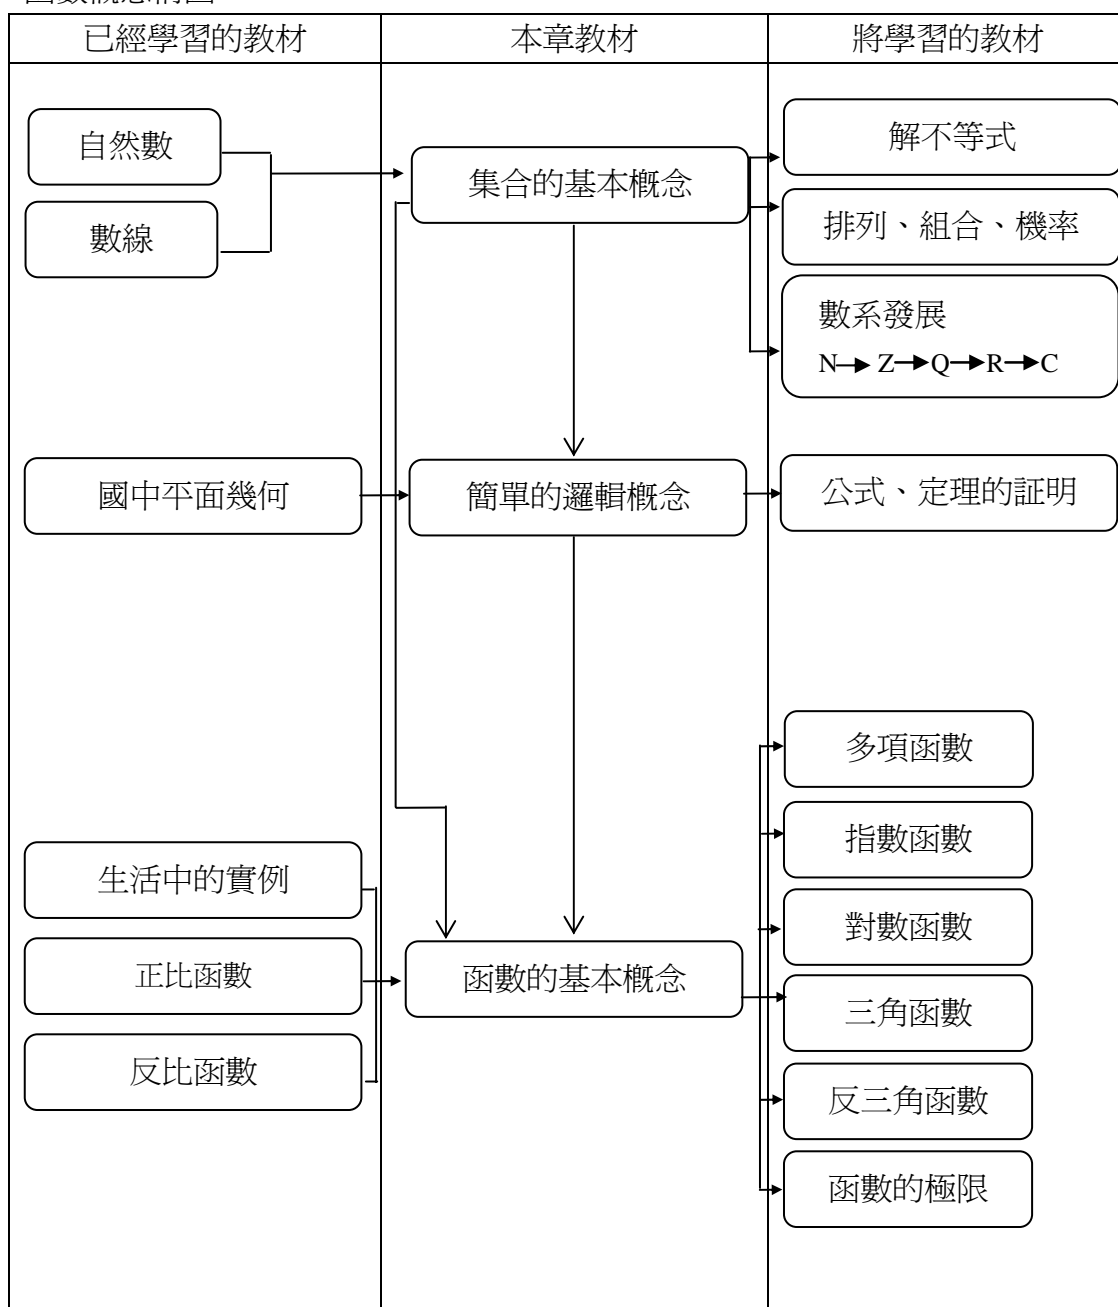 已經學習的教材
本章教材
將學習的教材
自然數
數線
集合的基本概念
解不等式
排列、組合、機率
數系發展
N→ Z→Q→R→C
國中平面幾何
簡單的邏輯概念
公式、定理的証明
生活中的實例
正比函數
反比函數
函數的基本概念
多項函數
指數函數
對數函數
三角函數
反三角函數
函數的極限